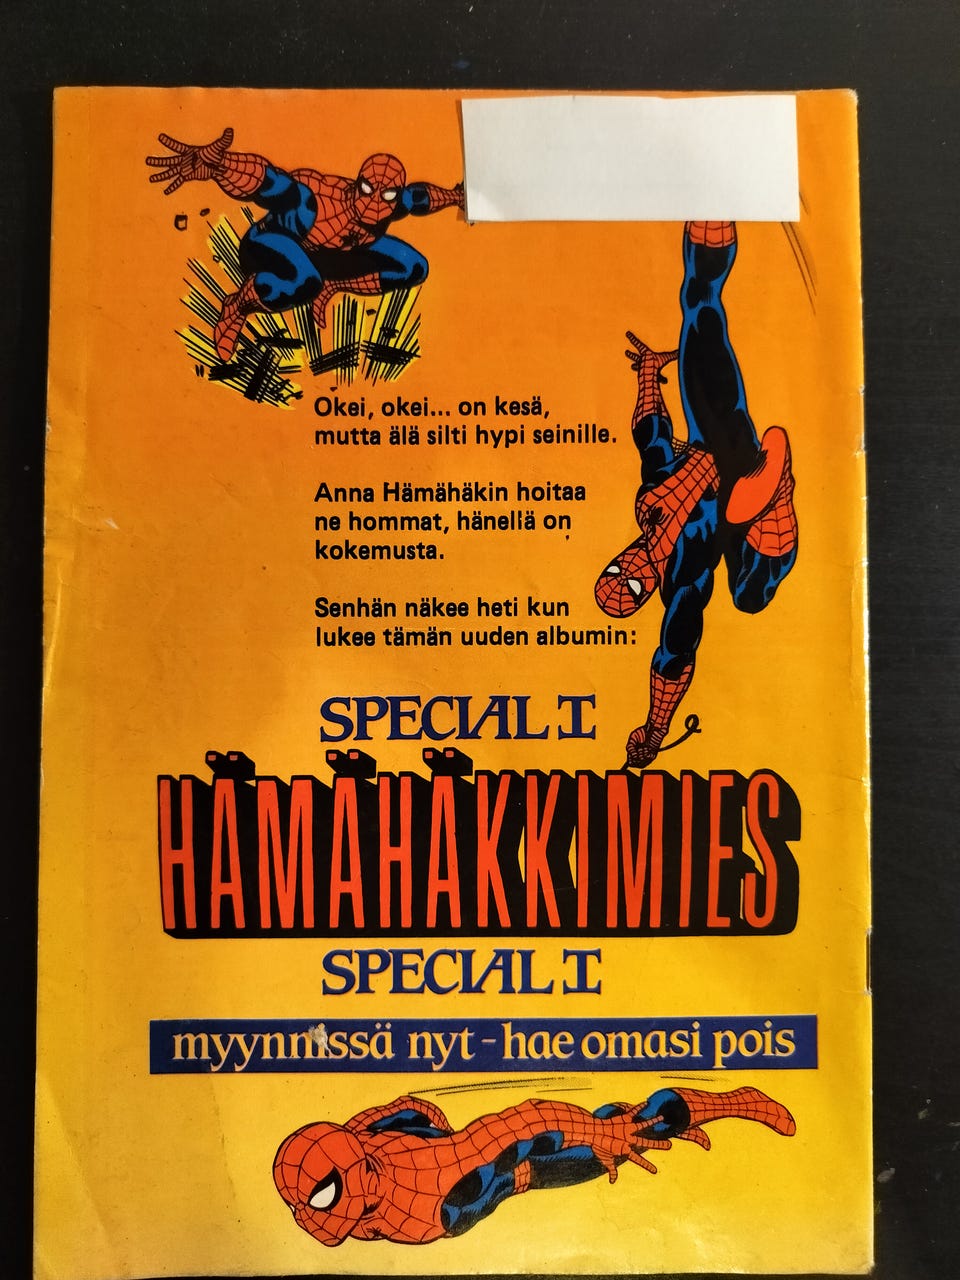 Okei, okei... on kesä,
mutta älä silti hypi seinille.
Anna Hämähäkin hoitaa
ne hommat, hänellä on
kokemusta.
Senhän näkee heti kun
lukee tämän uuden albumin:
SPECIAL I
HÄMÄHÄKKIMIES
SPECIAL I
myynnissä nyt - hae omasi pois